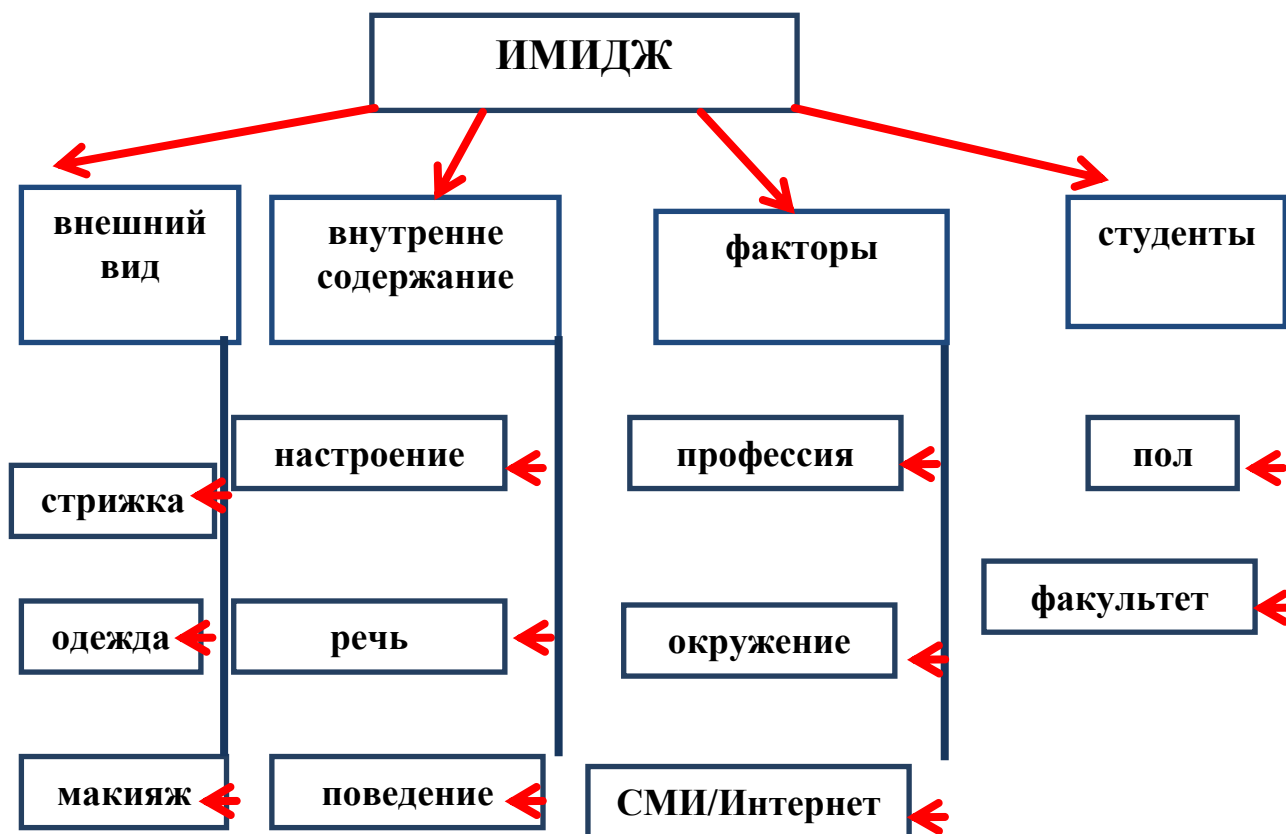 ИМИДЖ
внешний
вид
внутренне
содержание
факторы
студенты
стрижка
одежда
макияж
настроение
речь
поведение
профессия
окружение
СМИ/Интернет
пол
факультет